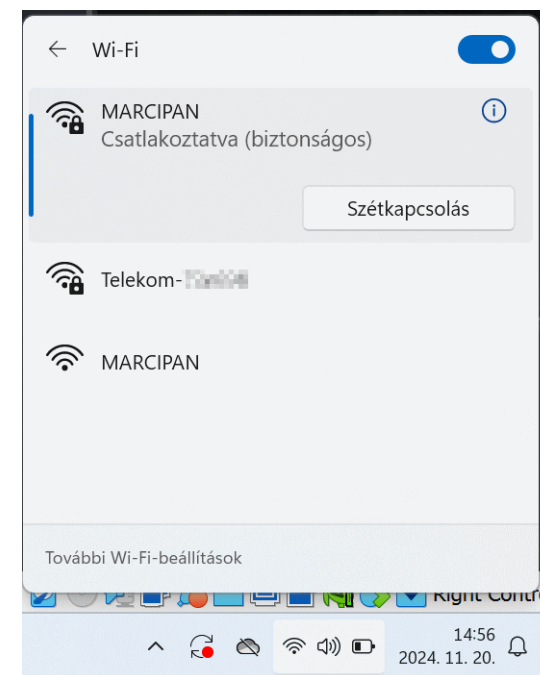 Wi-Fi
MARCIPAN
Csatlakoztatva (biztonságos)
Szétkapcsolás
Telekom-
MARCIPAN
További Wi-Fi-beállítások
Right Contr
14:56
2024. 11. 20.